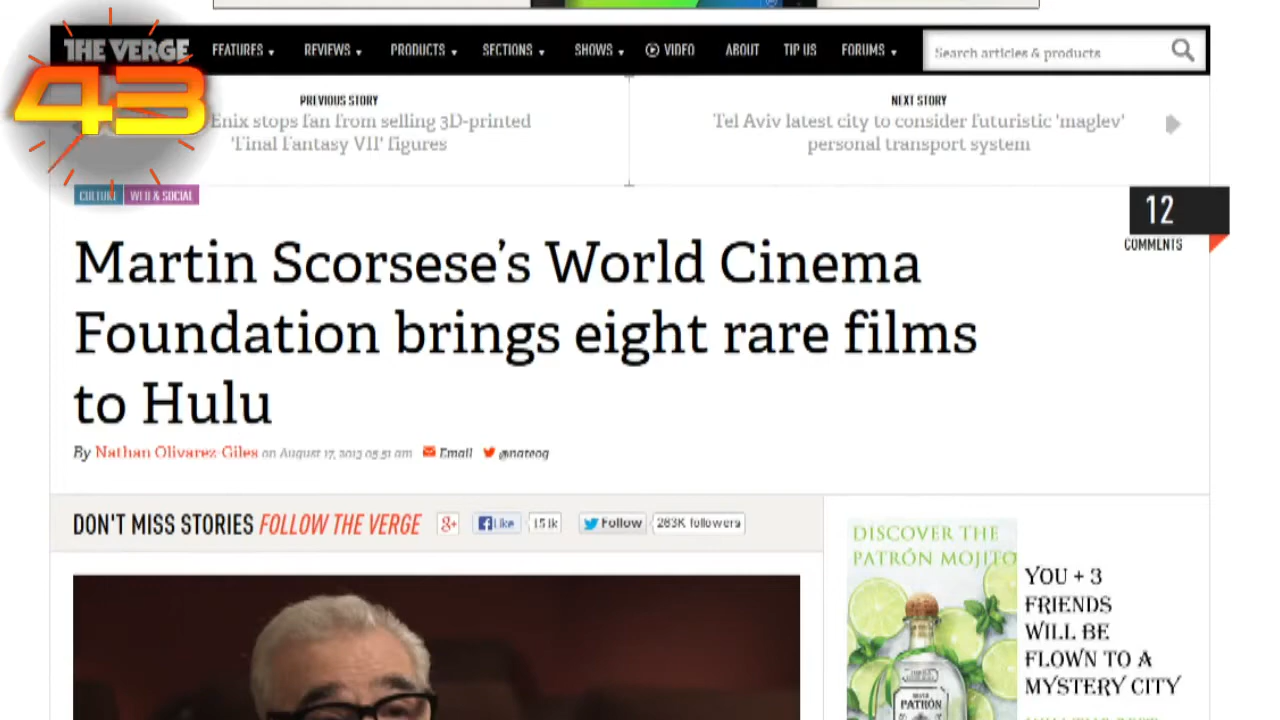 THE VERGE FEATURES REVIEWS PRODUCTS SECTIONS SHOWS VIDEO ABOUT TIP US FORUMS Search articles & products
43
PREVIOUS STORY
Enix stops fan from selling 3D-printed
'Final Fantasy VII' figures
NEXT STORY
Tel Aviv latest city to consider futuristic 'maglev'
personal transport system
CULTURE WEB & SOCIAL
12
COMMENTS
Martin Scorsese's World Cinema
Foundation brings eight rare films
to Hulu
By Nathan Olivarez-Giles on August 17, 2013 05:51 am Email @nateog
DON'T MISS STORIES FOLLOW THE VERGE 8+ Like 151k Follow 263K followers
DISCOVER THE
PATRÓN MOJITO
YOU + 3
FRIENDS
WILL BE
FLOWN TO A
MYSTERY CITY
PATRÓN